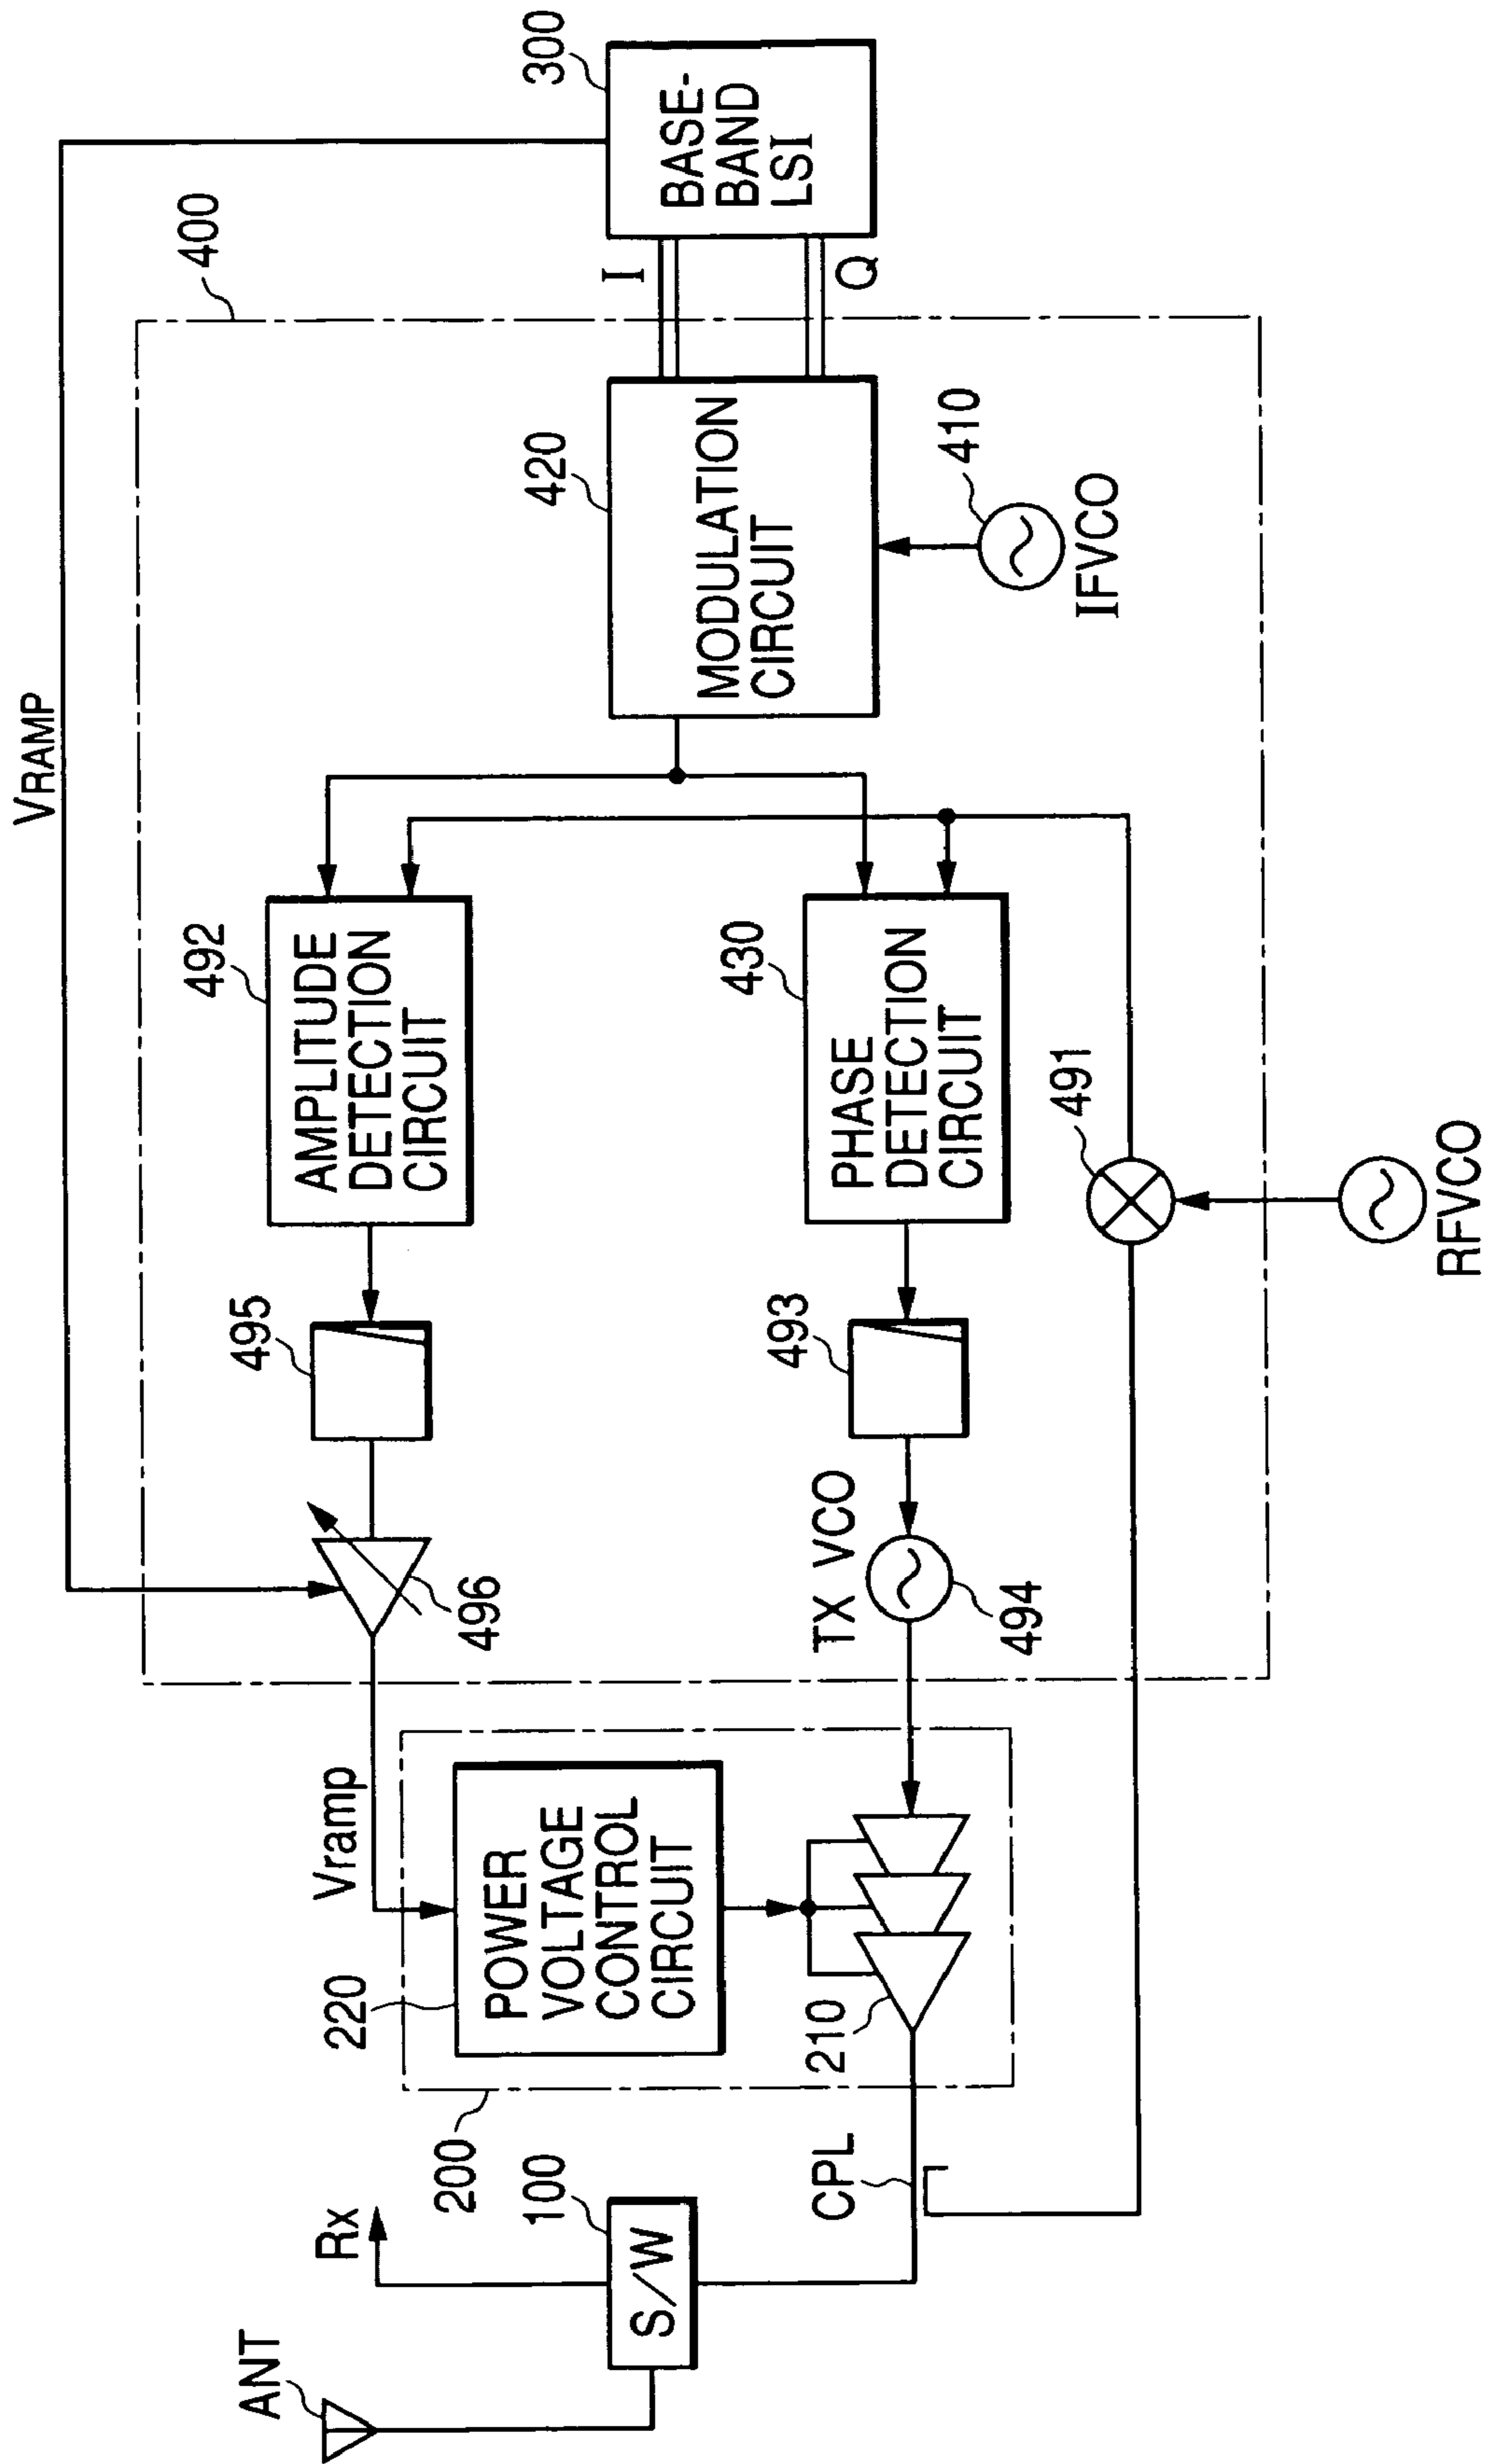 VRAMP
400
300
BASE-
BAND
LSI
I
Q
420
MODULATION
CIRCUIT
410
IFVCO
492
AMPLITUDE
DETECTION
CIRCUIT
430
PHASE
DETECTION
CIRCUIT
491
RFVCO
495
493
496
TX VCO
494
Vramp
220
POWER
VOLTAGE
CONTROL
CIRCUIT
210
200
CPL
100
S/W
Rx
ANT